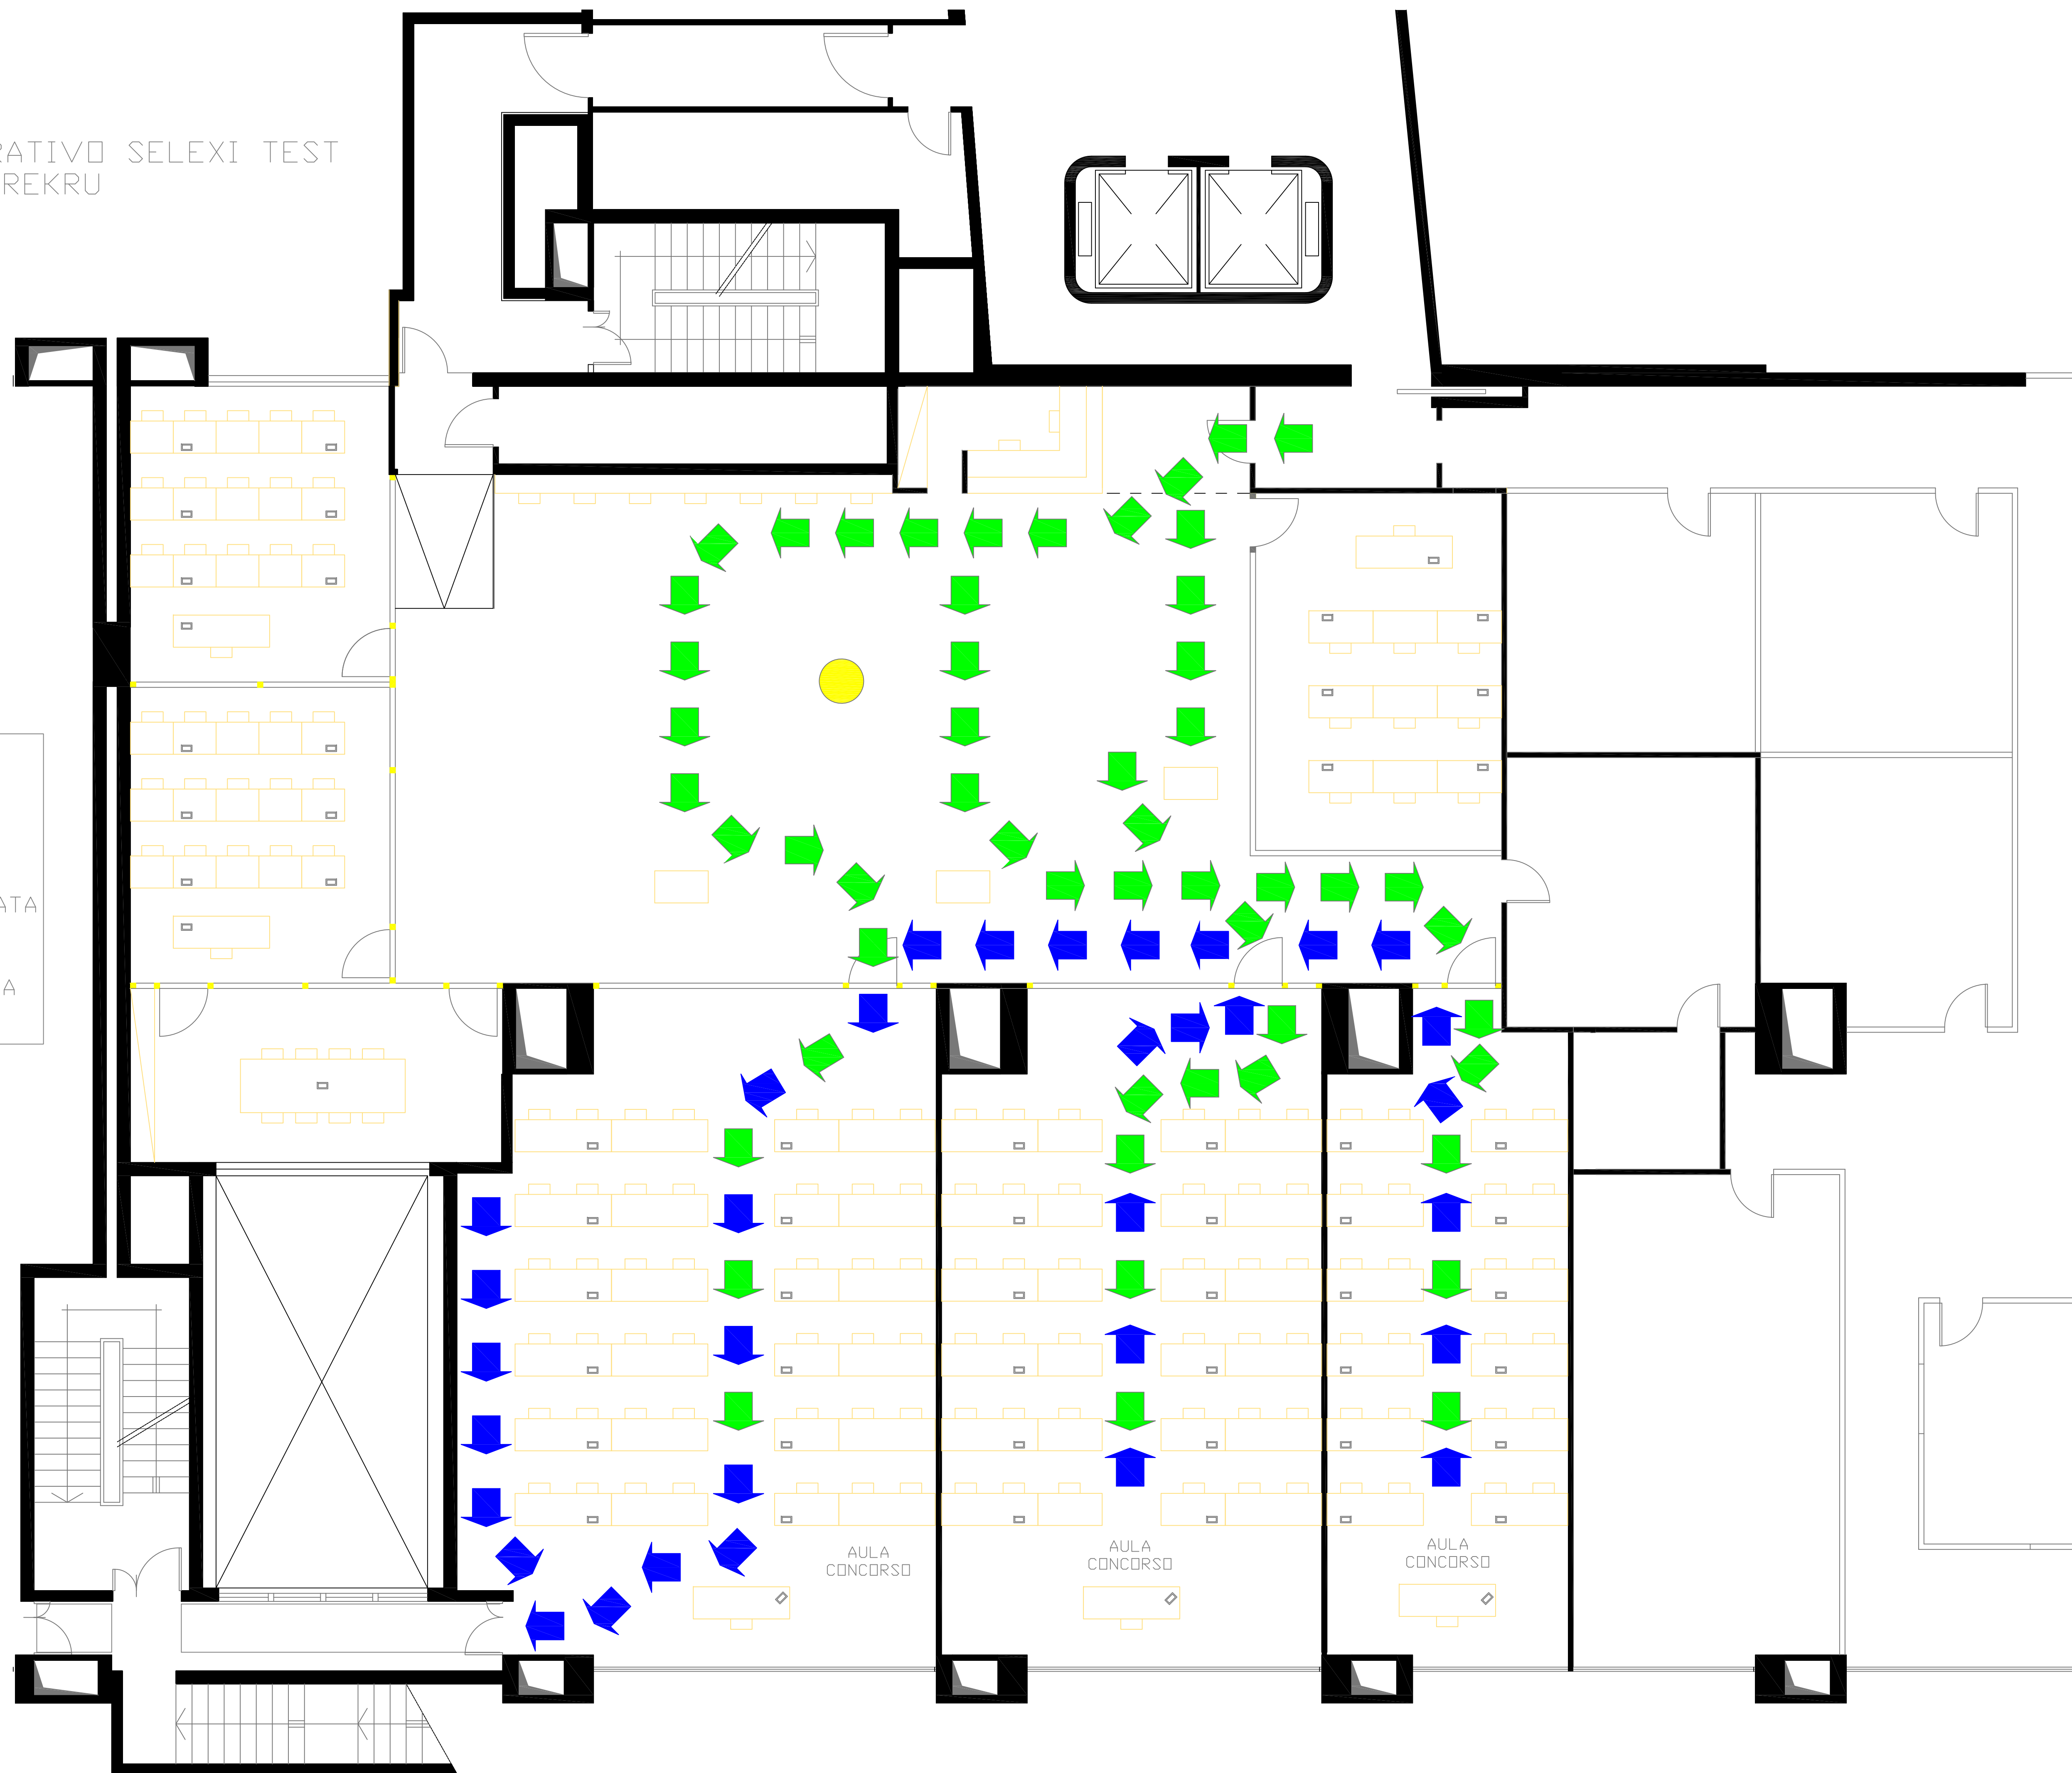 RATIVO SELEXI TEST
REKRU
ATA
A
AULA
CONCORSO
AULA
CONCORSO
AULA
CONCORSO